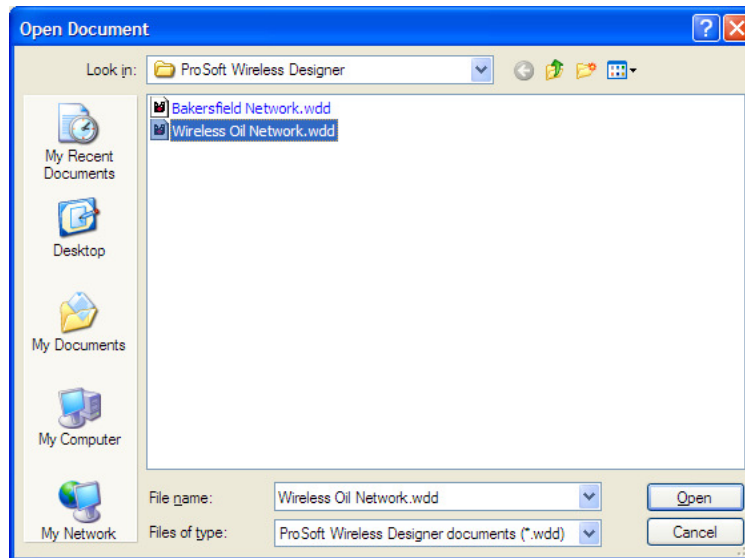 Open Document
Look in:
ProSoft Wireless Designer
Bakersfield Network.wdd
Wireless Oil Network.wdd
My Recent
Documents
Desktop
My Documents
My Computer
My Network
File name:
Wireless Oil Network.wdd
Open
Files of type:
ProSoft Wireless Designer documents (*.wdd)
Cancel